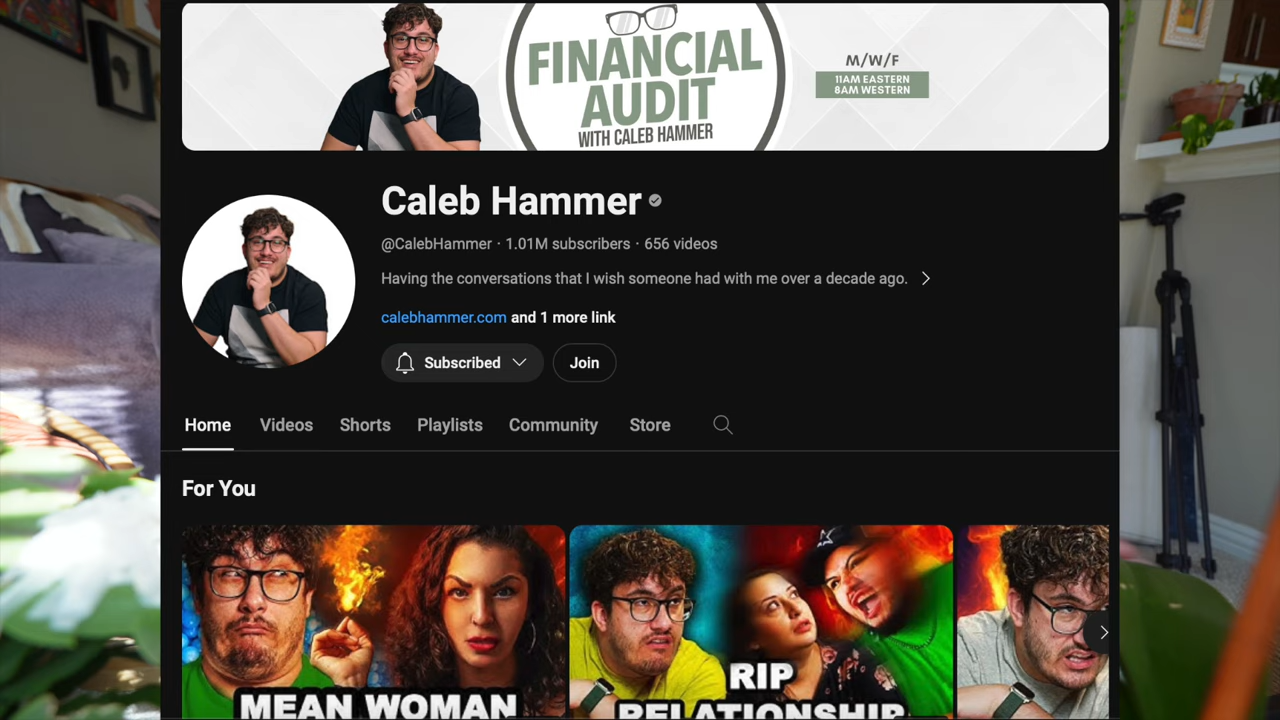 FINANCIAL
AUDIT
WITH CALEB HAMMER
M/W/F
11AM EASTERN
8AM WESTERN
Caleb Hammer
@CalebHammer · 1.01M subscribers · 656 videos
Having the conversations that I wish someone had with me over a decade ago.
calebhammer.com and 1 more link
Subscribed
Join
Home Videos Shorts Playlists Community Store
For You
MEAN WOMAN
RIP
RELATIONSHIP